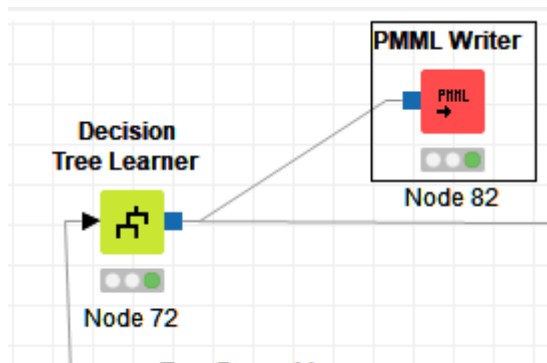 PMML Writer
PMML
Node 82
Decision
Tree Learner
Node 72